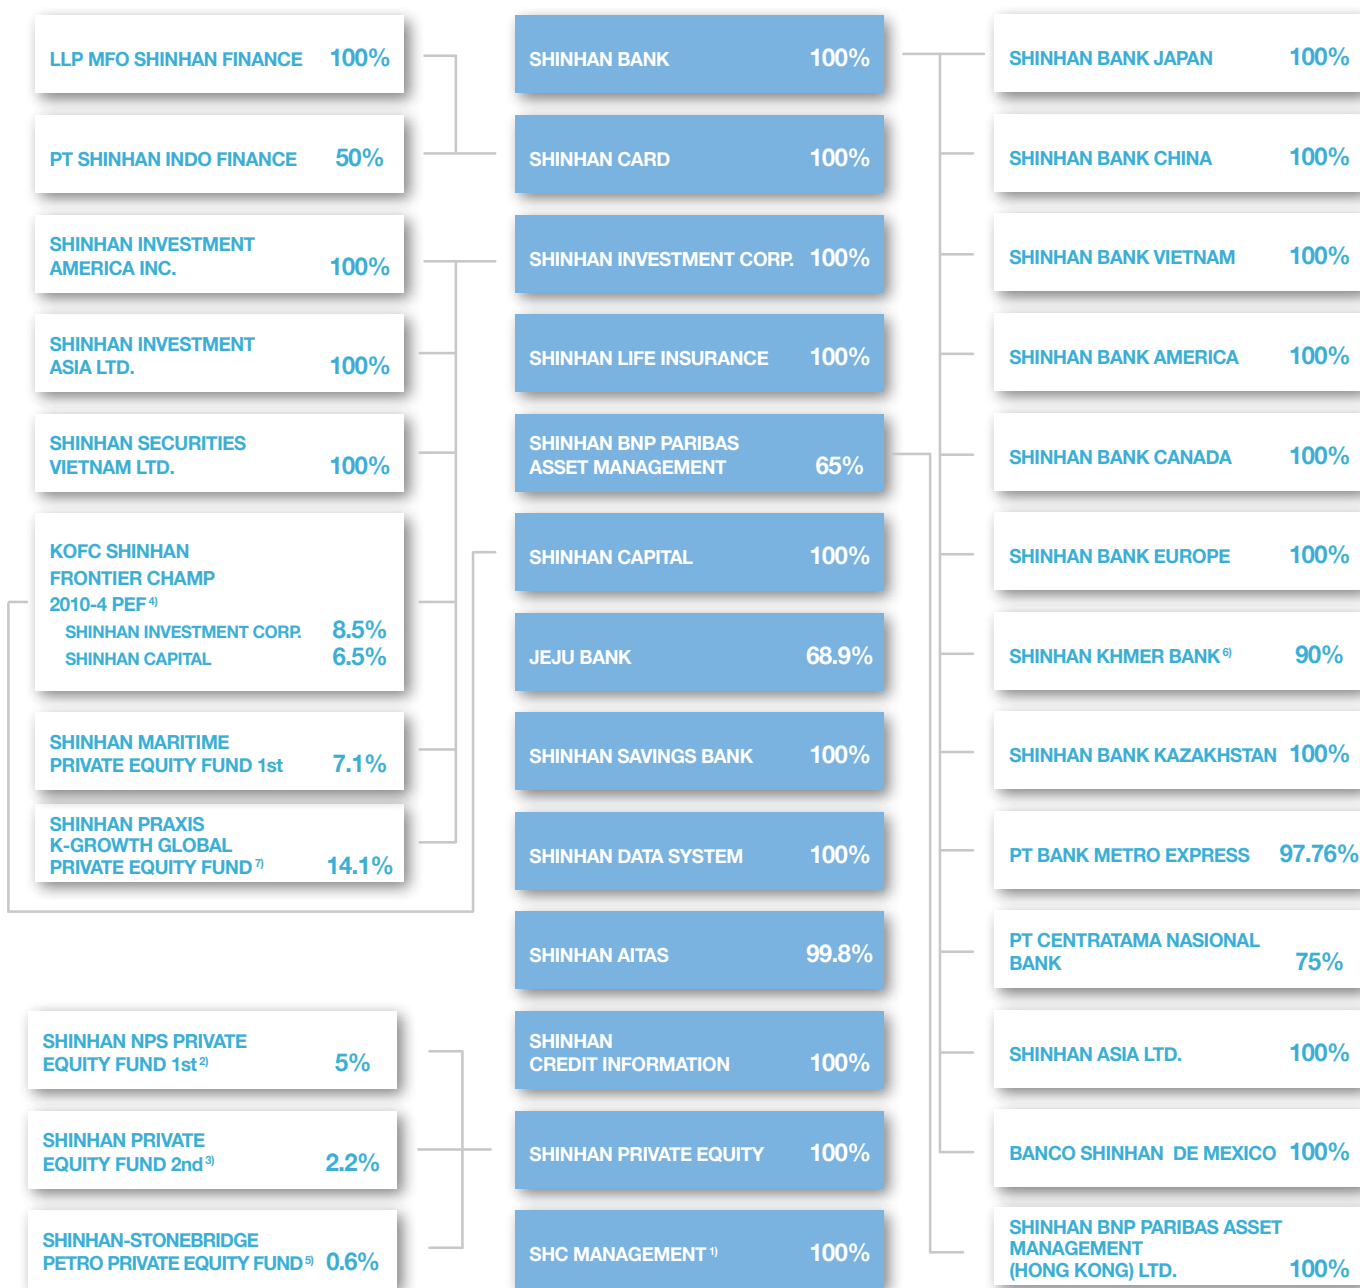 LLP MFO SHINHAN FINANCE 100%
PT SHINHAN INDO FINANCE 50%
SHINHAN INVESTMENT
AMERICA INC. 100%
SHINHAN INVESTMENT
ASIA LTD. 100%
SHINHAN SECURITIES
VIETNAM LTD. 100%
KOFC SHINHAN
FRONTIER CHAMP
2010-4 PEF 4)
SHINHAN INVESTMENT CORP. 8.5%
SHINHAN CAPITAL 6.5%
SHINHAN MARITIME
PRIVATE EQUITY FUND 1st 7.1%
SHINHAN PRAXIS
K-GROWTH GLOBAL
PRIVATE EQUITY FUND 7) 14.1%
SHINHAN NPS PRIVATE
EQUITY FUND 1st 2) 5%
SHINHAN PRIVATE
EQUITY FUND 2nd 3) 2.2%
SHINHAN-STONEBRIDGE
PETRO PRIVATE EQUITY FUND 5) 0.6%
SHINHAN BANK 100%
SHINHAN CARD 100%
SHINHAN INVESTMENT CORP. 100%
SHINHAN LIFE INSURANCE 100%
SHINHAN BNP PARIBAS
ASSET MANAGEMENT 65%
SHINHAN CAPITAL 100%
JEJU BANK 68.9%
SHINHAN SAVINGS BANK 100%
SHINHAN DATA SYSTEM 100%
SHINHAN AITAS 99.8%
SHINHAN
CREDIT INFORMATION 100%
SHINHAN PRIVATE EQUITY 100%
SHC MANAGEMENT 1) 100%
SHINHAN BANK JAPAN 100%
SHINHAN BANK CHINA 100%
SHINHAN BANK VIETNAM 100%
SHINHAN BANK AMERICA 100%
SHINHAN BANK CANADA 100%
SHINHAN BANK EUROPE 100%
SHINHAN KHMER BANK 6) 90%
SHINHAN BANK KAZAKHSTAN 100%
PT BANK METRO EXPRESS 97.76%
PT CENTRATAMA NASIONAL
BANK 75%
SHINHAN ASIA LTD. 100%
BANCO SHINHAN DE MEXICO 100%
SHINHAN BNP PARIBAS ASSET
MANAGEMENT
(HONG KONG) LTD. 100%